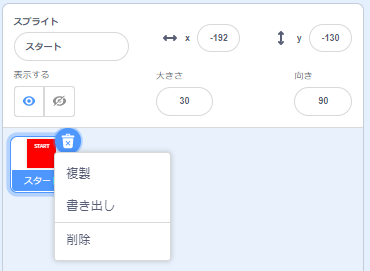 スプライト
スタート
x
-192
y
-130
表示する
大きさ
向き
30
90
START
スター
複製
書き出し
削除